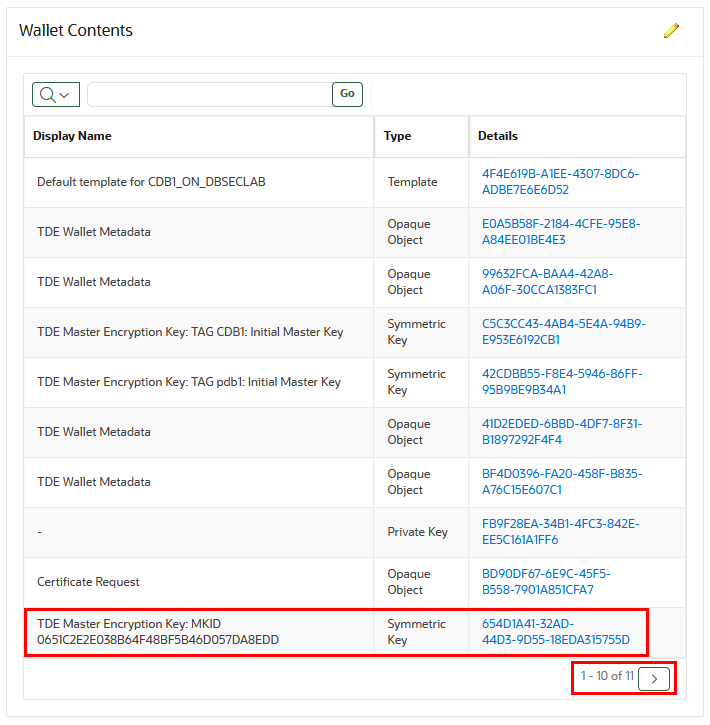 Wallet Contents
Go
Display Name Type Details
Default template for CDB1_ON_DBSECLAB Template 4F4E619B-A1EE-4307-8DC6-
ADBE7E6E6D52
TDE Wallet Metadata Opaque Object E0A5B58F-2184-4CFE-95E8-
A84EE01BE4E3
TDE Wallet Metadata Opaque Object 99632FCA-BAA4-42A8-
A06F-30CCA1383FC1
TDE Master Encryption Key: TAG CDB1: Initial Master Key Symmetric Key C5C3CC43-4AB4-5E4A-94B9-
E953E6192CB1
TDE Master Encryption Key: TAG pdb1: Initial Master Key Symmetric Key 42CDBB55-F8E4-5946-86FF-
95B9BE9B34A1
TDE Wallet Metadata Opaque Object 41D2EDED-6BBD-4DF7-8F31-
B1897292F4F4
TDE Wallet Metadata Opaque Object BF4D0396-FA20-458F-B835-
A76C15E607C1
- Private Key FB9F28EA-34B1-4FC3-842E-
EE5C161A1FF6
Certificate Request Opaque Object BD90DF67-6E9C-45F5-
B558-7901A851CFA7
TDE Master Encryption Key: MKID Symmetric 654D1A41-32AD-
0651C2E2E038B64F48BF5B46D057DA8EDD Key 44D3-9D55-18EDA315755D
1 - 10 of 11